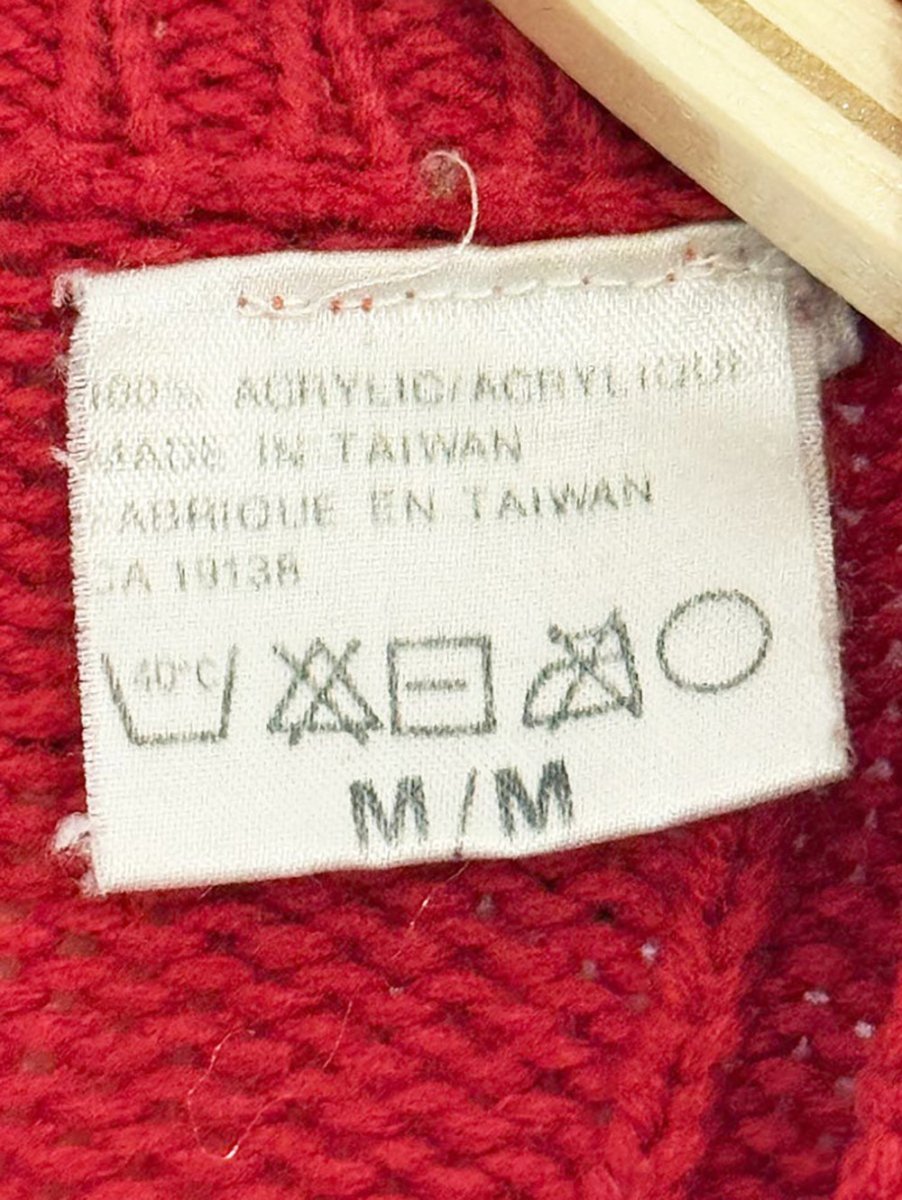 100% ACRYLIC/ACRYLIQUE
MADE IN TAIWAN
FABRIQUE EN TAIWAN
CA 19138
40°C
M/M